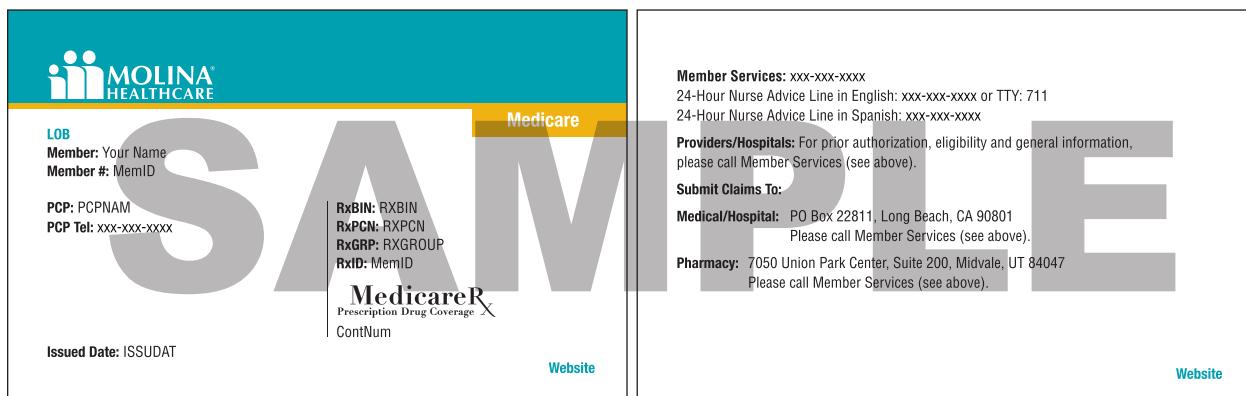 MOLINA®
HEALTHCARE
Medicare
LOB
Member: Your Name
Member #: MemID
PCP: PCPNAM
PCP Tel: xxx-xxx-xxxx
RxBIN: RXBIN
RxPCN: RXPCN
RxGRP: RXGROUP
RxID: MemID
MedicareRx
Prescription Drug Coverage
ContNum
Issued Date: ISSUDAT
Website
Member Services: xxx-xxx-xxxx
24-Hour Nurse Advice Line in English: xxx-xxx-xxxx or TTY: 711
24-Hour Nurse Advice Line in Spanish: xxx-xxx-xxxx
Providers/Hospitals: For prior authorization, eligibility and general information,
please call Member Services (see above).
Submit Claims To:
Medical/Hospital: PO Box 22811, Long Beach, CA 90801
Please call Member Services (see above).
Pharmacy: 7050 Union Park Center, Suite 200, Midvale, UT 84047
Please call Member Services (see above).
Website
SAMPLE